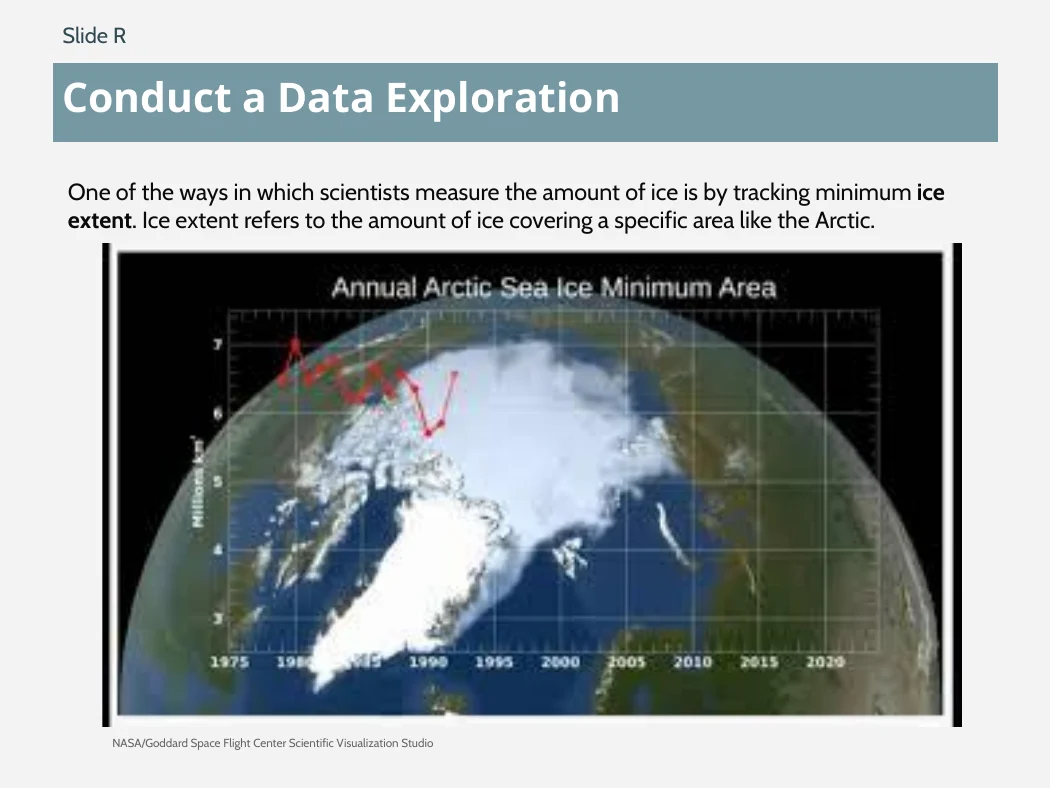 Slide R
Conduct a Data Exploration
One of the ways in which scientists measure the amount of ice is by tracking minimum ice
extent. Ice extent refers to the amount of ice covering a specific area like the Arctic.
Annual Arctic Sea Ice Minimum Area
7
6
5
4
3
Millions km²
1975 1980 1985 1990 1995 2000 2005 2010 2015 2020
NASA/Goddard Space Flight Center Scientific Visualization Studio